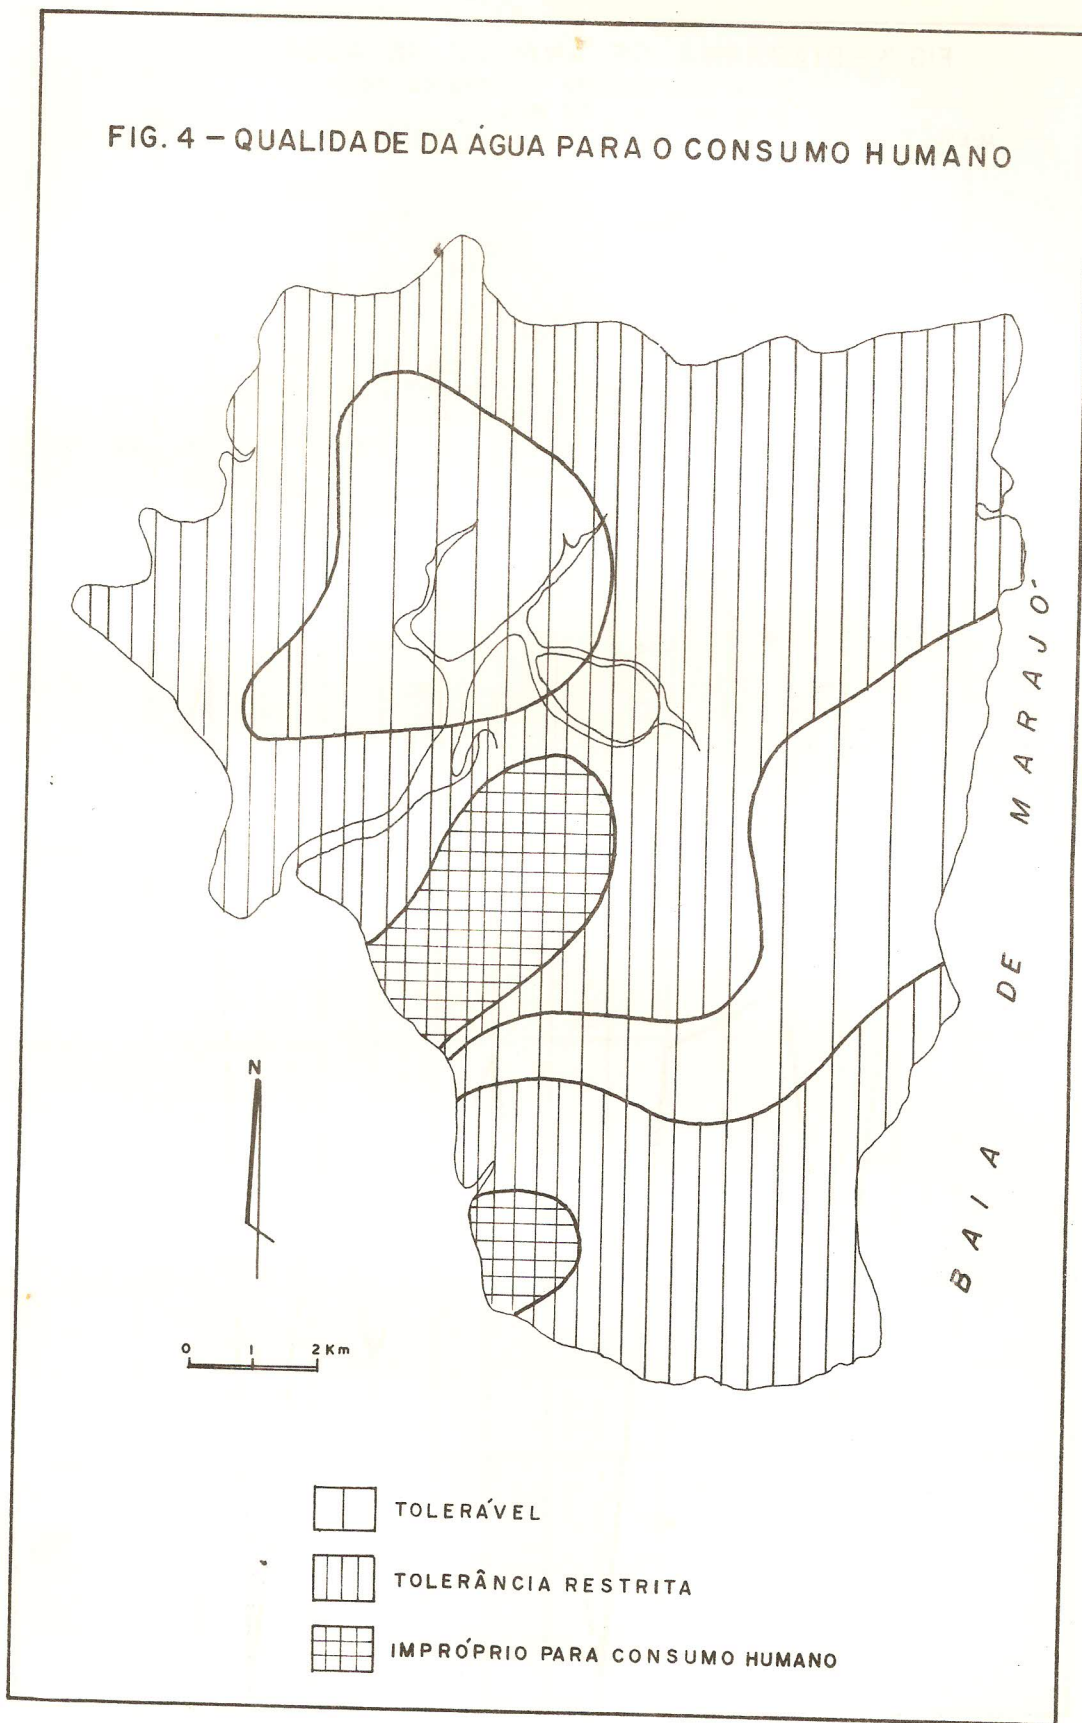 FIG. 4 – QUALIDADE DA ÁGUA PARA O CONSUMO HUMANO
BAIA DE MARAJÓ
N
0 1 2 Km
TOLERÁVEL
TOLERÂNCIA RESTRITA
IMPRÓPRIO PARA CONSUMO HUMANO